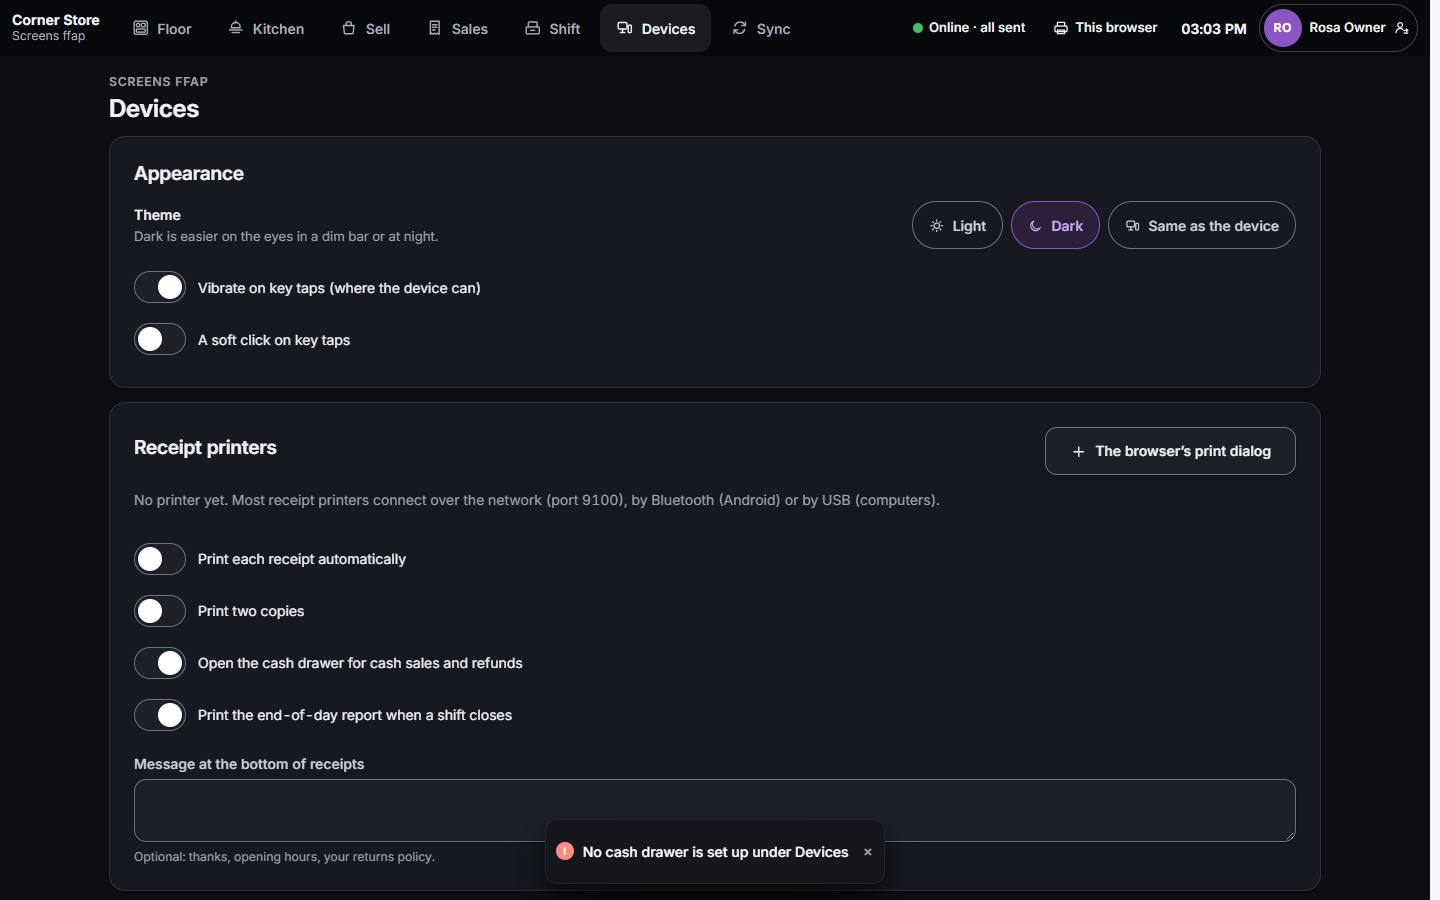 Corner Store
Screens ffap
Floor
Kitchen
Sell
Sales
Shift
Devices
Sync
Online · all sent
This browser
03:03 PM
RO
Rosa Owner
SCREENS FFAP
Devices
Appearance
Theme
Dark is easier on the eyes in a dim bar or at night.
Light
Dark
Same as the device
Vibrate on key taps (where the device can)
A soft click on key taps
Receipt printers
The browser’s print dialog
No printer yet. Most receipt printers connect over the network (port 9100), by Bluetooth (Android) or by USB (computers).
Print each receipt automatically
Print two copies
Open the cash drawer for cash sales and refunds
Print the end-of-day report when a shift closes
Message at the bottom of receipts
Optional: thanks, opening hours, your returns policy.
No cash drawer is set up under Devices